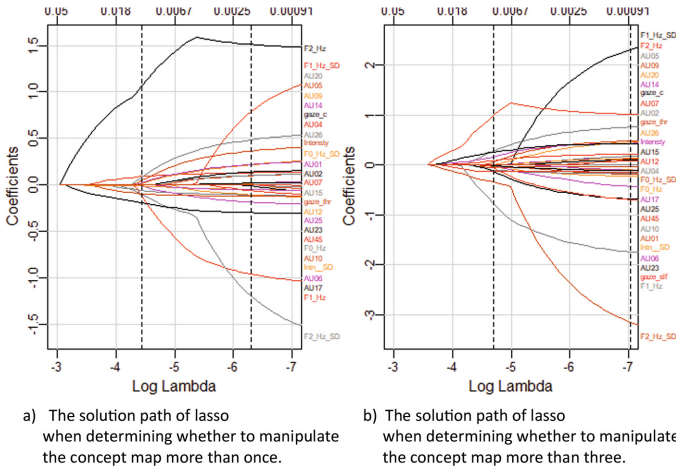 0.05 0.018 0.0067 0.0025 0.00091
1.5
1.0
0.5
0.0
-0.5
-1.0
-1.5
Coefficients
-3 -4 -5 -6 -7
Log Lambda
F2_Hz
F1_Hz_SD
AU20
AU05
AU09
AU14
gaze_c
AU04
AU26
Intensty
F0_Hz_SD
AU01
AU02
AU07
AU15
gaze_thr
AU12
AU25
AU23
AU45
F0_Hz
AU10
Intn__SD
AU06
AU17
F1_Hz
F2_Hz_SD
a) The solution path of lasso
when determining whether to manipulate
the concept map more than once.
0.05 0.018 0.0067 0.0025 0.00091
2
1
0
-1
-2
-3
Coefficients
-3 -4 -5 -6 -7
Log Lambda
F1_Hz_SD
F2_Hz
AU05
AU09
AU20
AU14
gaze_c
AU07
AU02
gaze_thr
AU26
Intensty
AU15
AU12
AU04
F0_Hz_SD
F0_Hz
AU17
AU25
AU45
AU10
AU01
Intn__SD
AU06
AU23
gaze_slf
F1_Hz
F2_Hz_SD
b) The solution path of lasso
when determining whether to manipulate
the concept map more than three.